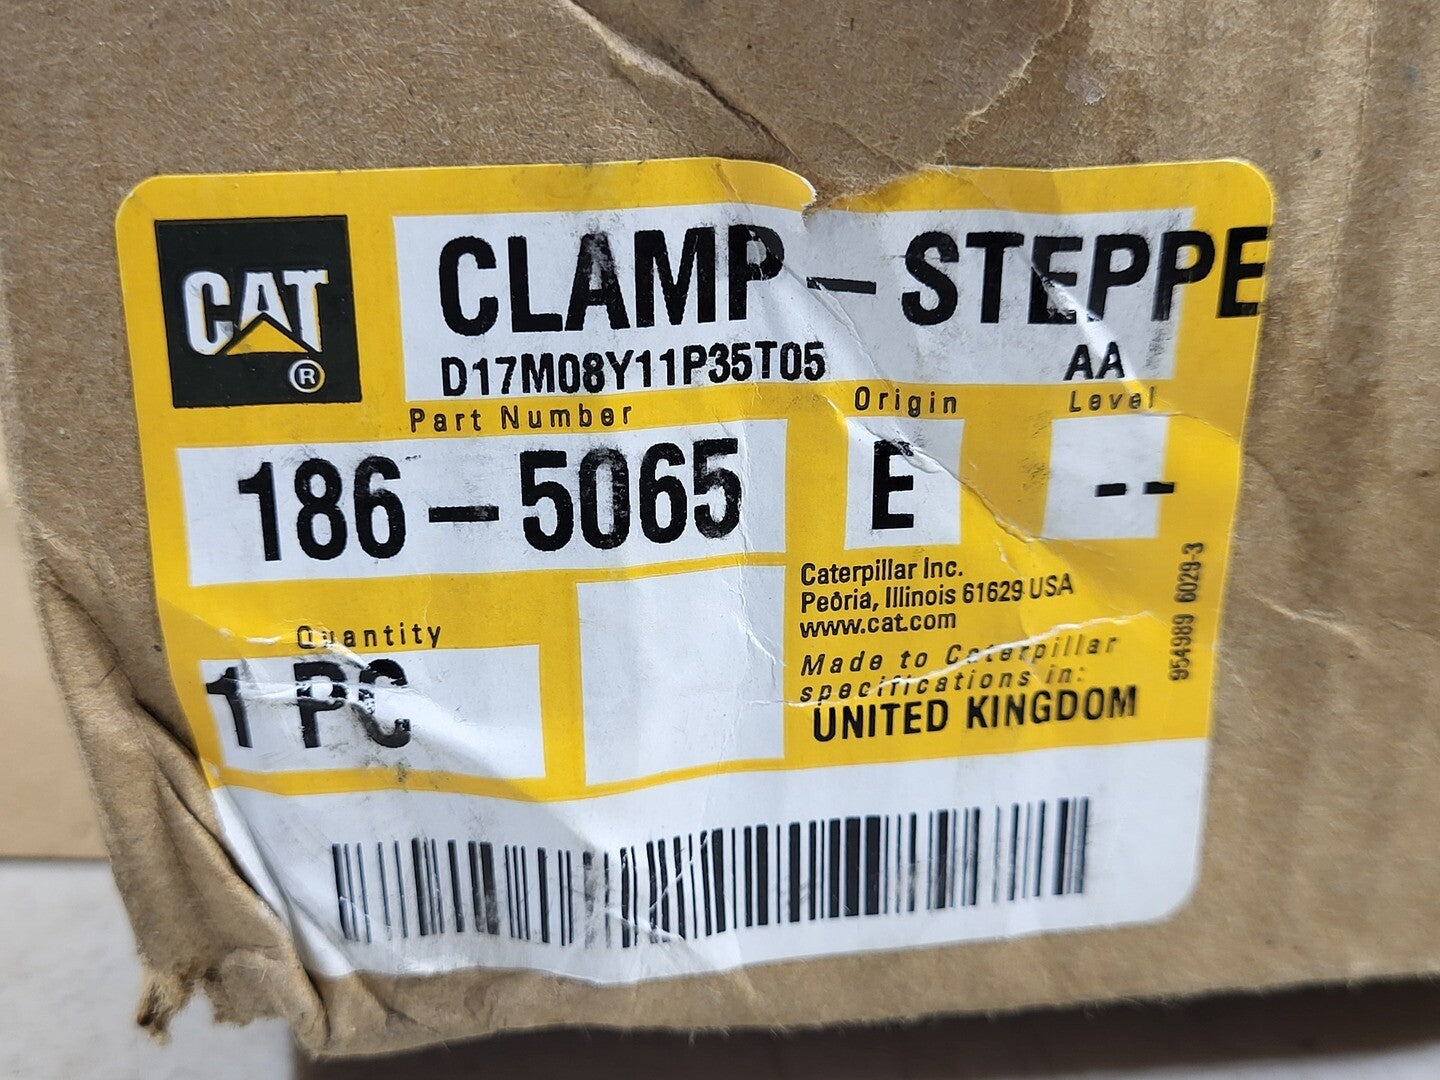 CLAMP-STEPPE
CAT
®
D17M08Y11P35T05 AA
Part Number Origin Level
186-5065 E --
Caterpillar Inc.
Peoria, Illinois 61629 USA
www.cat.com
Quantity
1 PC
Made to Caterpillar
specifications in:
UNITED KINGDOM
954989 6029-3